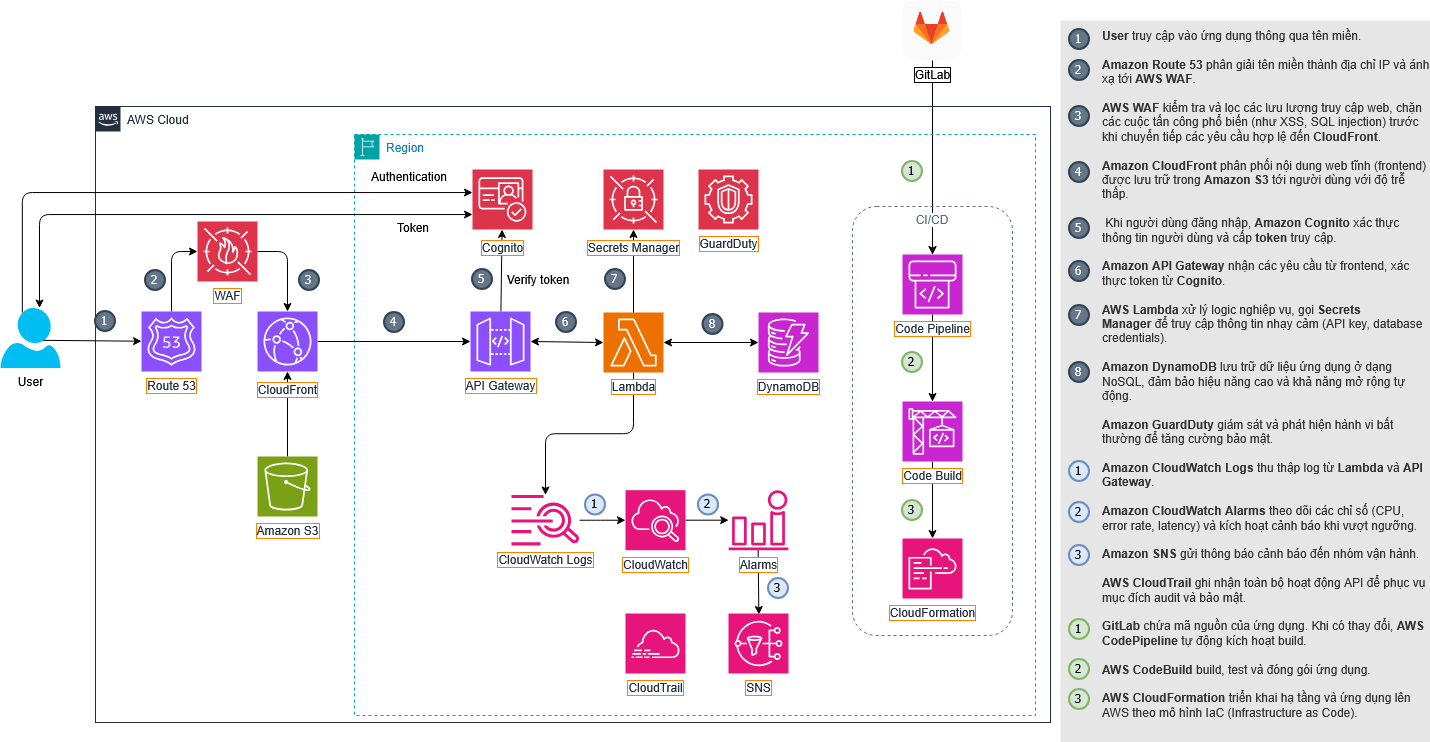 GitLab
aws
AWS Cloud
Region
Authentication
Token
Cognito
Secrets Manager
GuardDuty
1
CI/CD
WAF
2
3
5
Verify token
7
1
4
6
8
53
User
Route 53
CloudFront
API Gateway
Lambda
DynamoDB
Code Pipeline
2
Code Build
Amazon S3
1
2
3
CloudWatch Logs
CloudWatch
Alarms
3
CloudFormation
CloudTrail
SNS
1
User truy cập vào ứng dụng thông qua tên miền.
2
Amazon Route 53 phân giải tên miền thành địa chỉ IP và ánh
xạ tới AWS WAF.
3
AWS WAF kiểm tra và lọc các lưu lượng truy cập web, chặn
các cuộc tấn công phổ biến (như XSS, SQL injection) trước
khi chuyển tiếp các yêu cầu hợp lệ đến CloudFront.
4
Amazon CloudFront phân phối nội dung web tĩnh (frontend)
được lưu trữ trong Amazon S3 tới người dùng với độ trễ
thấp.
5
Khi người dùng đăng nhập, Amazon Cognito xác thực
thông tin người dùng và cấp token truy cập.
6
Amazon API Gateway nhận các yêu cầu từ frontend, xác
thực token từ Cognito.
7
AWS Lambda xử lý logic nghiệp vụ, gọi Secrets
Manager để truy cập thông tin nhạy cảm (API key, database
credentials).
8
Amazon DynamoDB lưu trữ dữ liệu ứng dụng ở dạng
NoSQL, đảm bảo hiệu năng cao và khả năng mở rộng tự
động.
Amazon GuardDuty giám sát và phát hiện hành vi bất
thường để tăng cường bảo mật.
1
Amazon CloudWatch Logs thu thập log từ Lambda và API
Gateway.
2
Amazon CloudWatch Alarms theo dõi các chỉ số (CPU,
error rate, latency) và kích hoạt cảnh báo khi vượt ngưỡng.
3
Amazon SNS gửi thông báo cảnh báo đến nhóm vận hành.
AWS CloudTrail ghi nhận toàn bộ hoạt động API để phục vụ
mục đích audit và bảo mật.
1
GitLab chứa mã nguồn của ứng dụng. Khi có thay đổi, AWS
CodePipeline tự động kích hoạt build.
2
AWS CodeBuild build, test và đóng gói ứng dụng.
3
AWS CloudFormation triển khai hạ tầng và ứng dụng lên
AWS theo mô hình IaC (Infrastructure as Code).